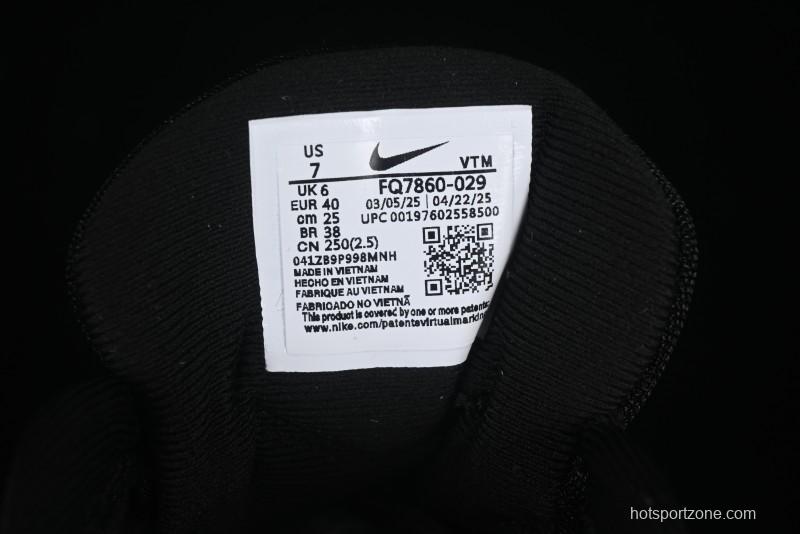 US
7
VTM
UK 6
FQ7860-029
EUR 40
03/05/25 | 04/22/25
cm 25
UPC 00197602558500
BR 38
CN 250(2.5)
041ZB9P998MNH
MADE IN VIETNAM
HECHO EN VIETNAM
FABRIQUE AU VIETNAM
FABRICADO NO VIETNÃ
This product is covered by one or more patents:
www.nike.com/patentsvirtualmarkin
hotsportzone.com